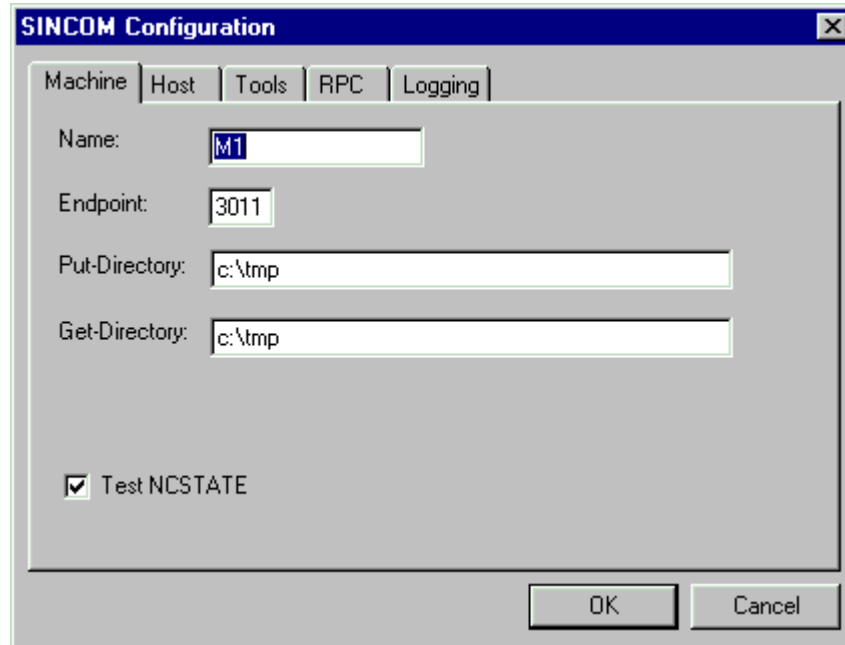 SINCOM Configuration
Machine Host Tools RPC Logging
Name: M1
Endpoint: 3011
Put-Directory: c:\tmp
Get-Directory: c:\tmp
Test NCSTATE
OK Cancel